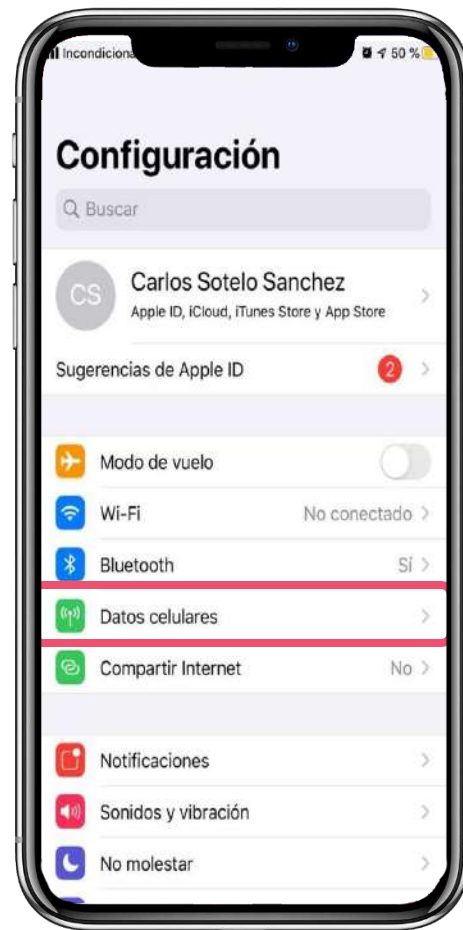 50 %
Configuración
Buscar
CS
Carlos Sotelo Sanchez
Apple ID, iCloud, iTunes Store y App Store
Sugerencias de Apple ID 2
Modo de vuelo
Wi-Fi No conectado
Bluetooth Sí
Datos celulares
Compartir Internet No
Notificaciones
Sonidos y vibración
No molestar